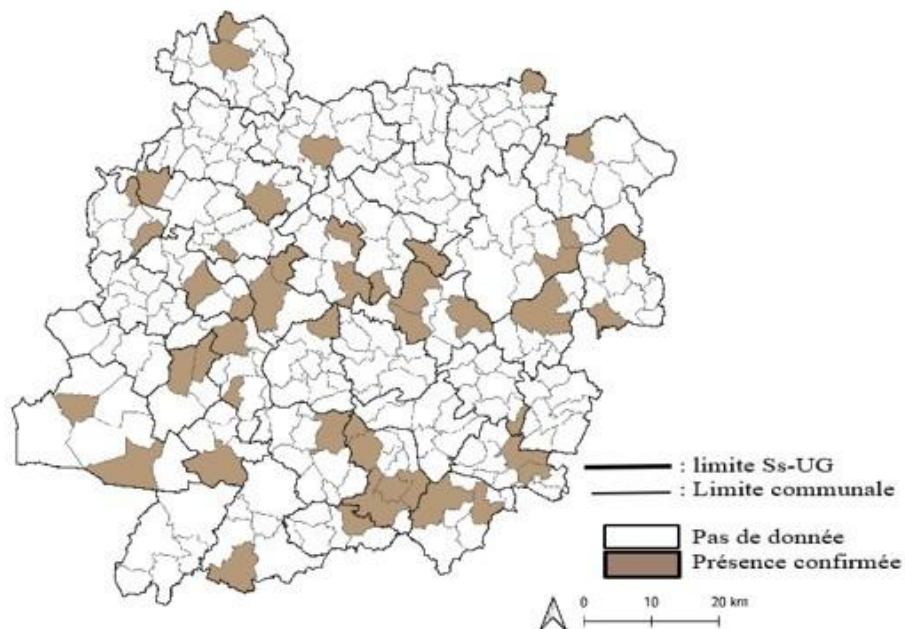 : limite Ss-UG
: Limite communale
Pas de donnée
Présence confirmée
0 10 20 km